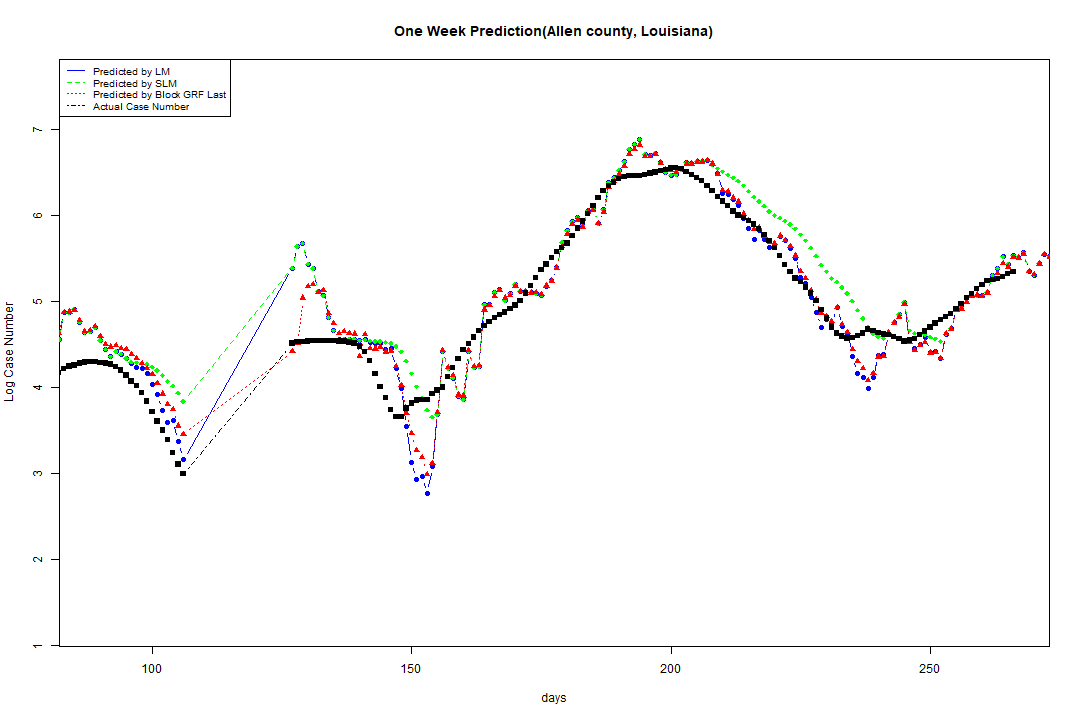 One Week Prediction(Allen county, Louisiana)
Predicted by LM
Predicted by SLM
Predicted by Block GRF Last
Actual Case Number
Log Case Number
7
6
5
4
3
2
1
100 150 200 250
days